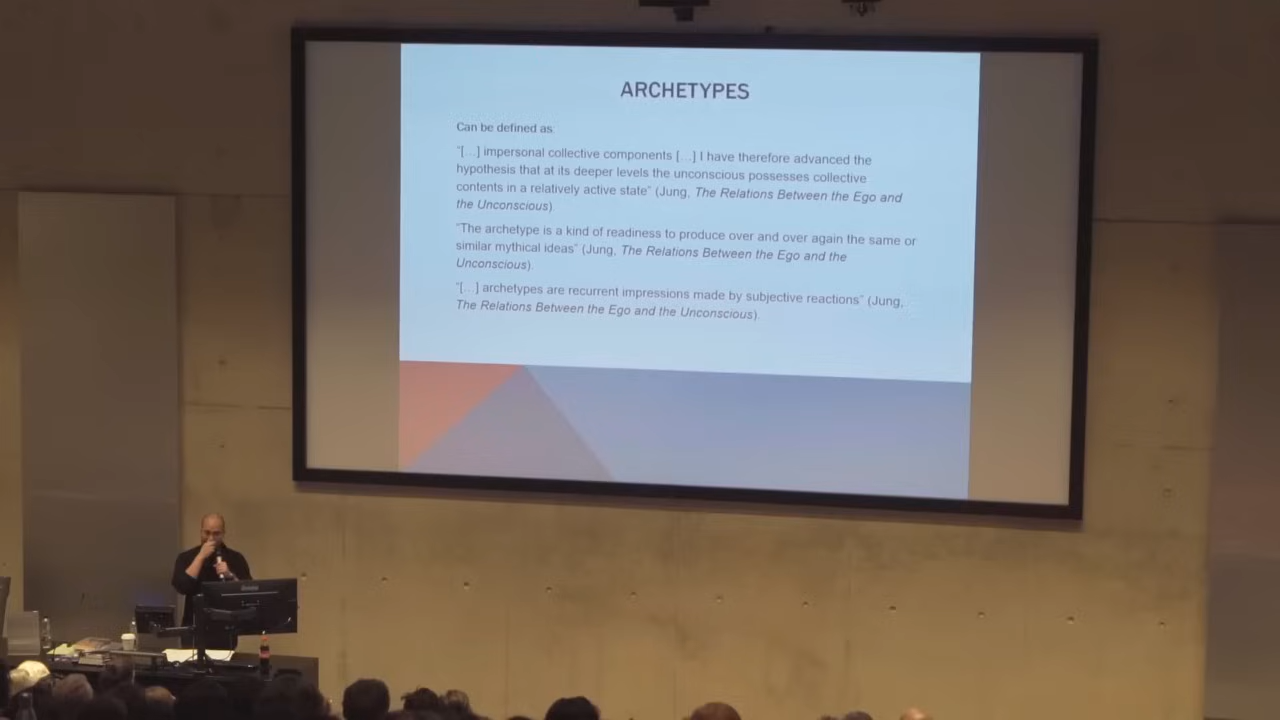 ARCHETYPES
Can be defined as:
"[...] impersonal collective components [...] I have therefore advanced the
hypothesis that at its deeper levels the unconscious possesses collective
contents in a relatively active state" (Jung, The Relations Between the Ego and
the Unconscious).
"The archetype is a kind of readiness to produce over and over again the same or
similar mythical ideas" (Jung, The Relations Between the Ego and the
Unconscious).
"[...] archetypes are recurrent impressions made by subjective reactions" (Jung,
The Relations Between the Ego and the Unconscious).